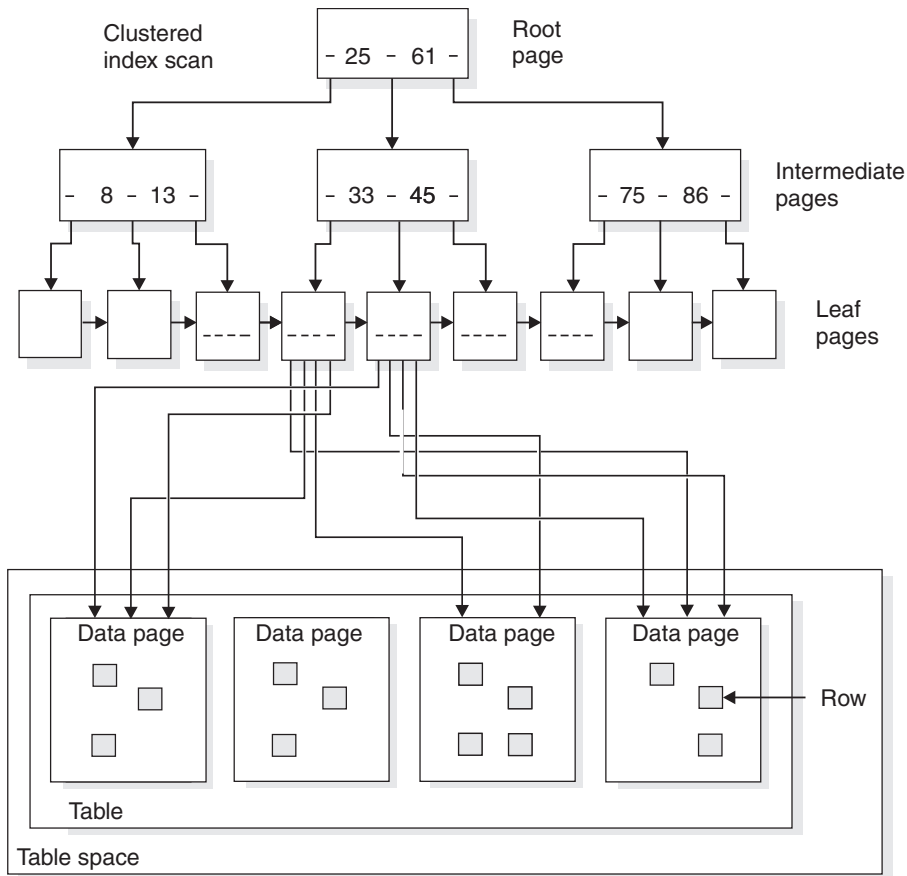 Clustered
index scan
Root
page
- 25 - 61 -
Intermediate
pages
- 8 - 13 -
- 33 - 45 -
- 75 - 86 -
Leaf
pages
Data page
Data page
Data page
Data page
Row
Table
Table space